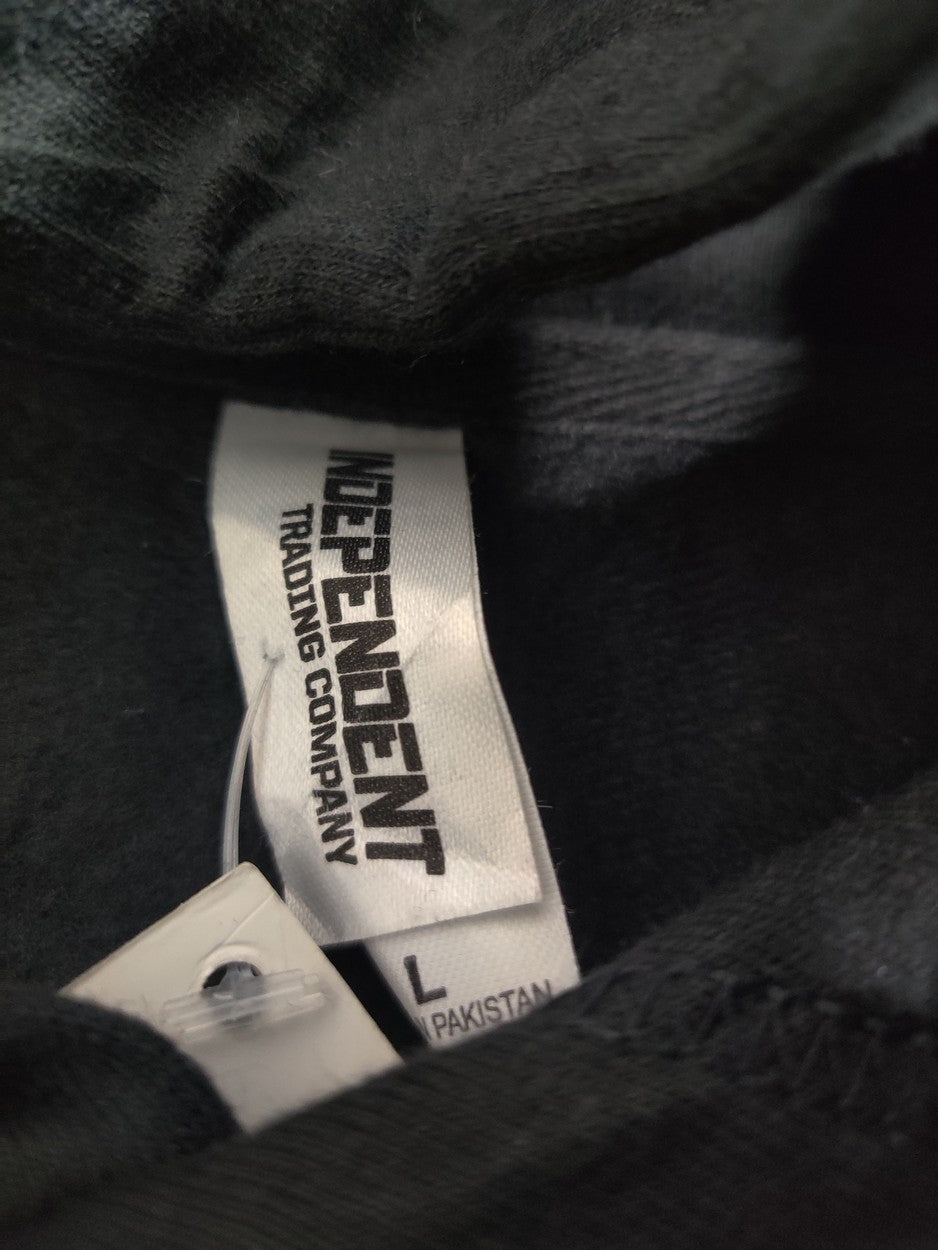 INDEPENDENT
TRADING COMPANY
L
PAKISTAN